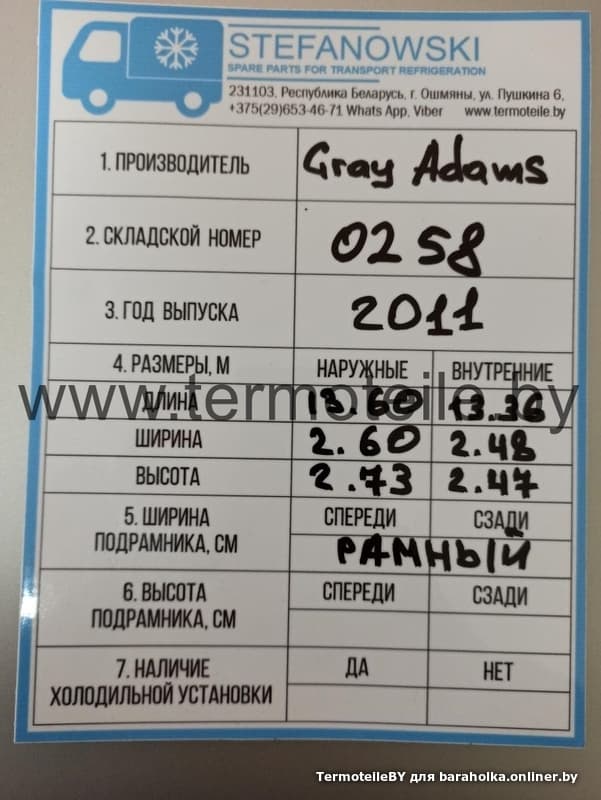 STEFANOWSKI
SPARE PARTS FOR TRANSPORT REFRIGERATION
231103, Республика Беларусь, г. Ошмяны, ул. Пушкина 6,
+375(29)653-46-71 Whats App, Viber www.termoteile.by
1. ПРОИЗВОДИТЕЛЬ Gray Adams
2. СКЛАДСКОЙ НОМЕР 0258
3. ГОД ВЫПУСКА 2011
4. РАЗМЕРЫ, М НАРУЖНЫЕ ВНУТРЕННИЕ
www.termoteile.by
ДЛИНА 13.60 13.36
ШИРИНА 2.60 2.48
ВЫСОТА 2.73 2.47
5. ШИРИНА СПЕРЕДИ СЗАДИ
ПОДРАМНИКА, СМ РАМНЫЙ
6. ВЫСОТА СПЕРЕДИ СЗАДИ
ПОДРАМНИКА, СМ
7. НАЛИЧИЕ ДА НЕТ
ХОЛОДИЛЬНОЙ УСТАНОВКИ
TermoteileBY для baraholka.onliner.by